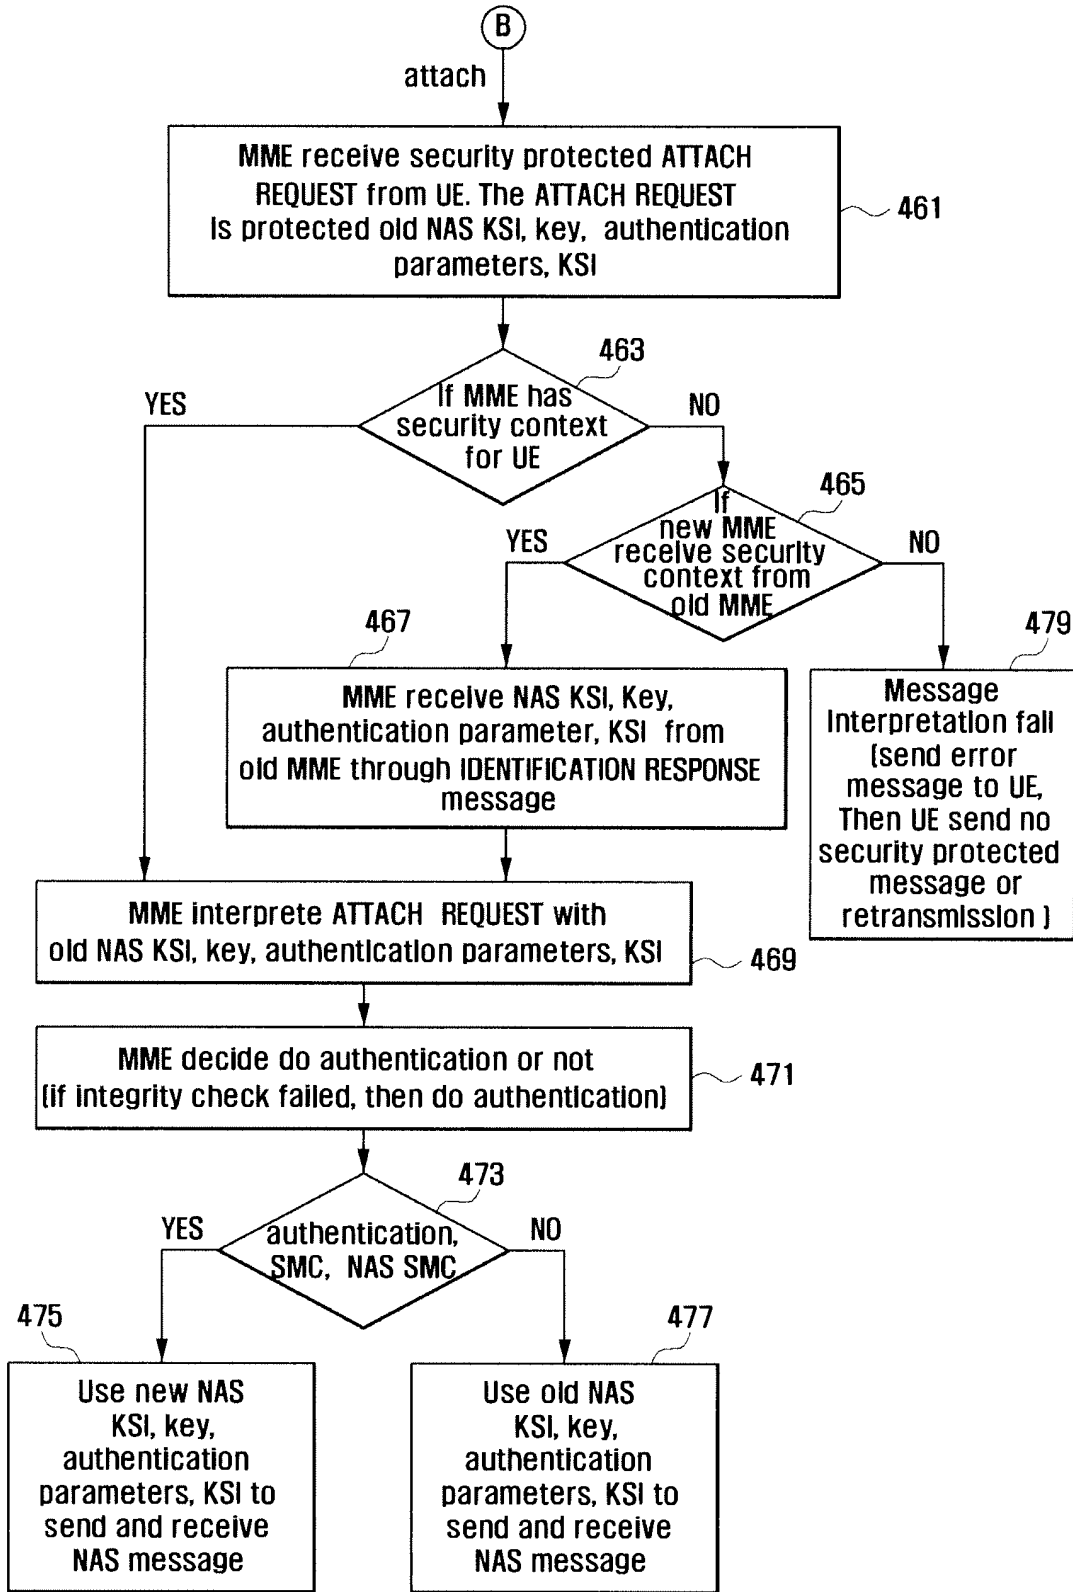 B
attach
MME receive security protected ATTACH
REQUEST from UE. The ATTACH REQUEST
is protected old NAS KSI, key, authentication
parameters, KSI
461
463
If MME has
security context
for UE
YES
NO
465
If
new MME
receive security
context from
old MME
YES
NO
467
MME receive NAS KSI, Key,
authentication parameter, KSI from
old MME through IDENTIFICATION RESPONSE
message
479
Message
interpretation fail
(send error
message to UE,
Then UE send no
security protected
message or
retransmission )
MME interprete ATTACH REQUEST with
old NAS KSI, key, authentication parameters, KSI
469
MME decide do authentication or not
(if integrity check failed, then do authentication)
471
473
YES
authentication,
SMC, NAS SMC
NO
475
Use new NAS
KSI, key,
authentication
parameters, KSI to
send and receive
NAS message
477
Use old NAS
KSI, key,
authentication
parameters, KSI to
send and receive
NAS message